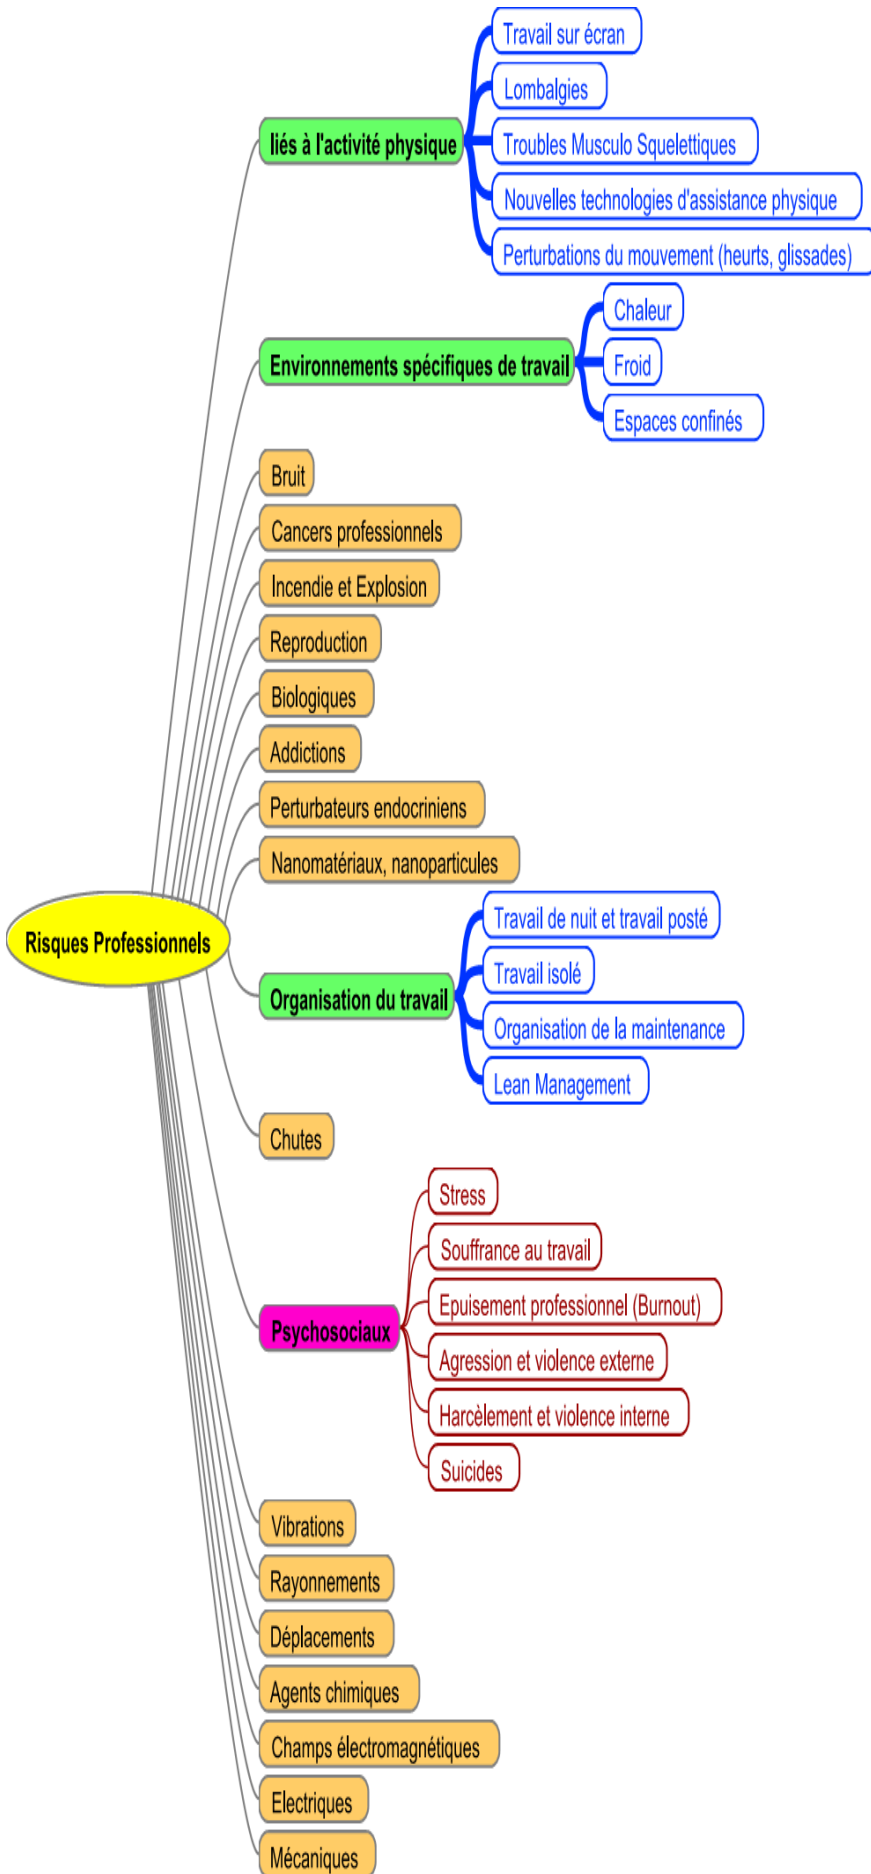 Risques Professionnels
liés à l'activité physique
Travail sur écran
Lombalgies
Troubles Musculo Squelettiques
Nouvelles technologies d'assistance physique
Perturbations du mouvement (heurts, glissades)
Environnements spécifiques de travail
Chaleur
Froid
Espaces confinés
Bruit
Cancers professionnels
Incendie et Explosion
Reproduction
Biologiques
Addictions
Perturbateurs endocriniens
Nanomatériaux, nanoparticules
Organisation du travail
Travail de nuit et travail posté
Travail isolé
Organisation de la maintenance
Lean Management
Chutes
Psychosociaux
Stress
Souffrance au travail
Epuisement professionnel (Burnout)
Agression et violence externe
Harcèlement et violence interne
Suicides
Vibrations
Rayonnements
Déplacements
Agents chimiques
Champs électromagnétiques
Electriques
Mécaniques